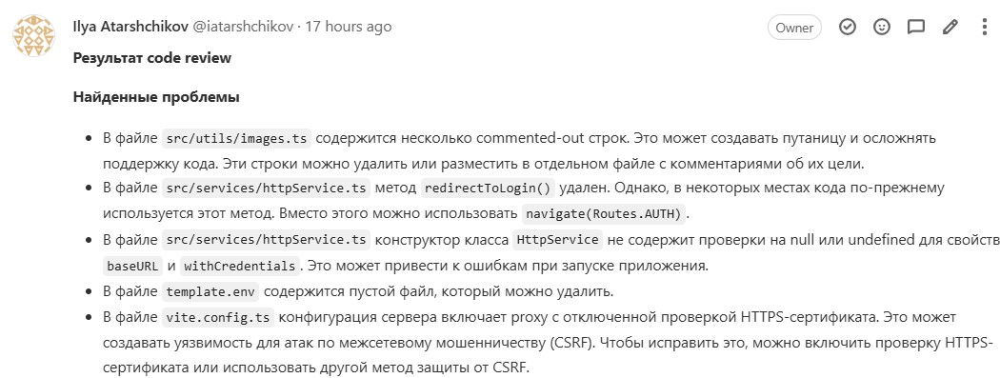 Ilya Atarshchikov @iatarshchikov · 17 hours ago
Owner
Результат code review
Найденные проблемы
• В файле src/utils/images.ts содержится несколько commented-out строк. Это может создавать путаницу и осложнять
поддержку кода. Эти строки можно удалить или разместить в отдельном файле с комментариями об их цели.
• В файле src/services/httpService.ts метод redirectToLogin() удален. Однако, в некоторых местах кода по-прежнему
используется этот метод. Вместо этого можно использовать navigate(Routes.AUTH).
• В файле src/services/httpService.ts конструктор класса HttpService не содержит проверки на null или undefined для свойств
baseURL и withCredentials. Это может привести к ошибкам при запуске приложения.
• В файле template.env содержится пустой файл, который можно удалить.
• В файле vite.config.ts конфигурация сервера включает proxy с отключенной проверкой HTTPS-сертификата. Это может
создавать уязвимость для атак по межсетевому мошенничеству (CSRF). Чтобы исправить это, можно включить проверку HTTPS-
сертификата или использовать другой метод защиты от CSRF.